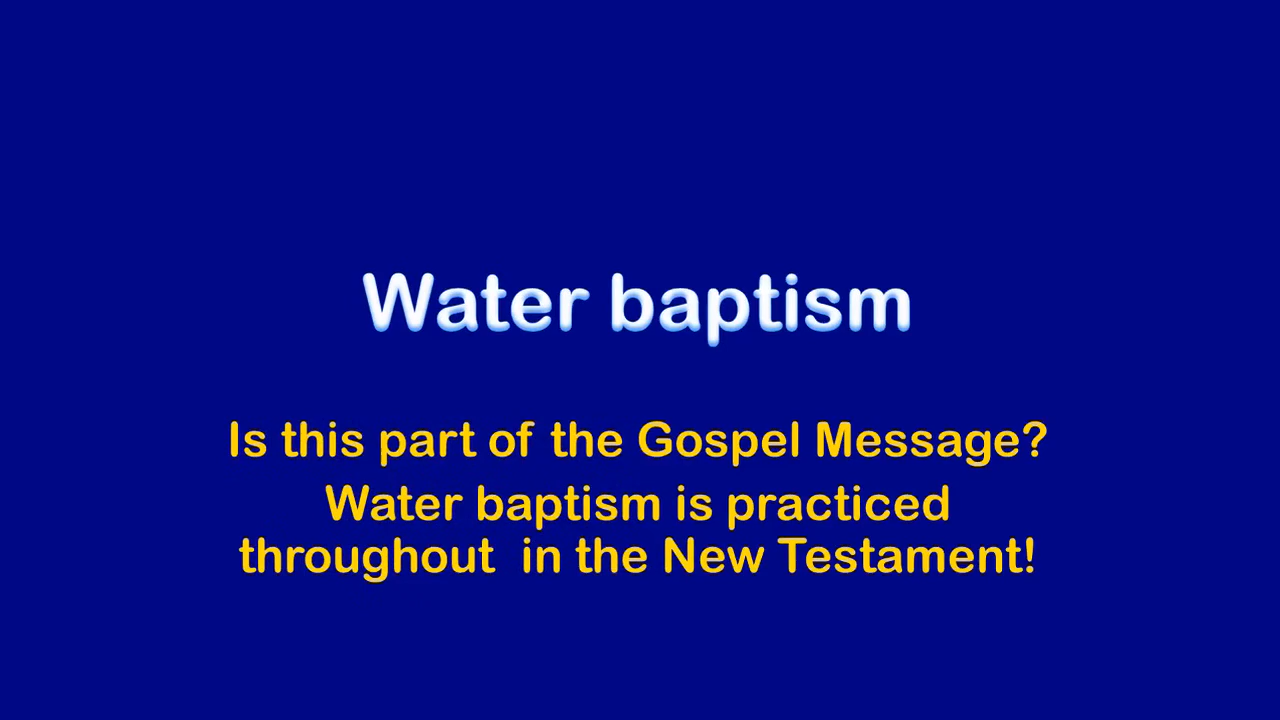 Water baptism
Is this part of the Gospel Message?
Water baptism is practiced
throughout  in the New Testament!